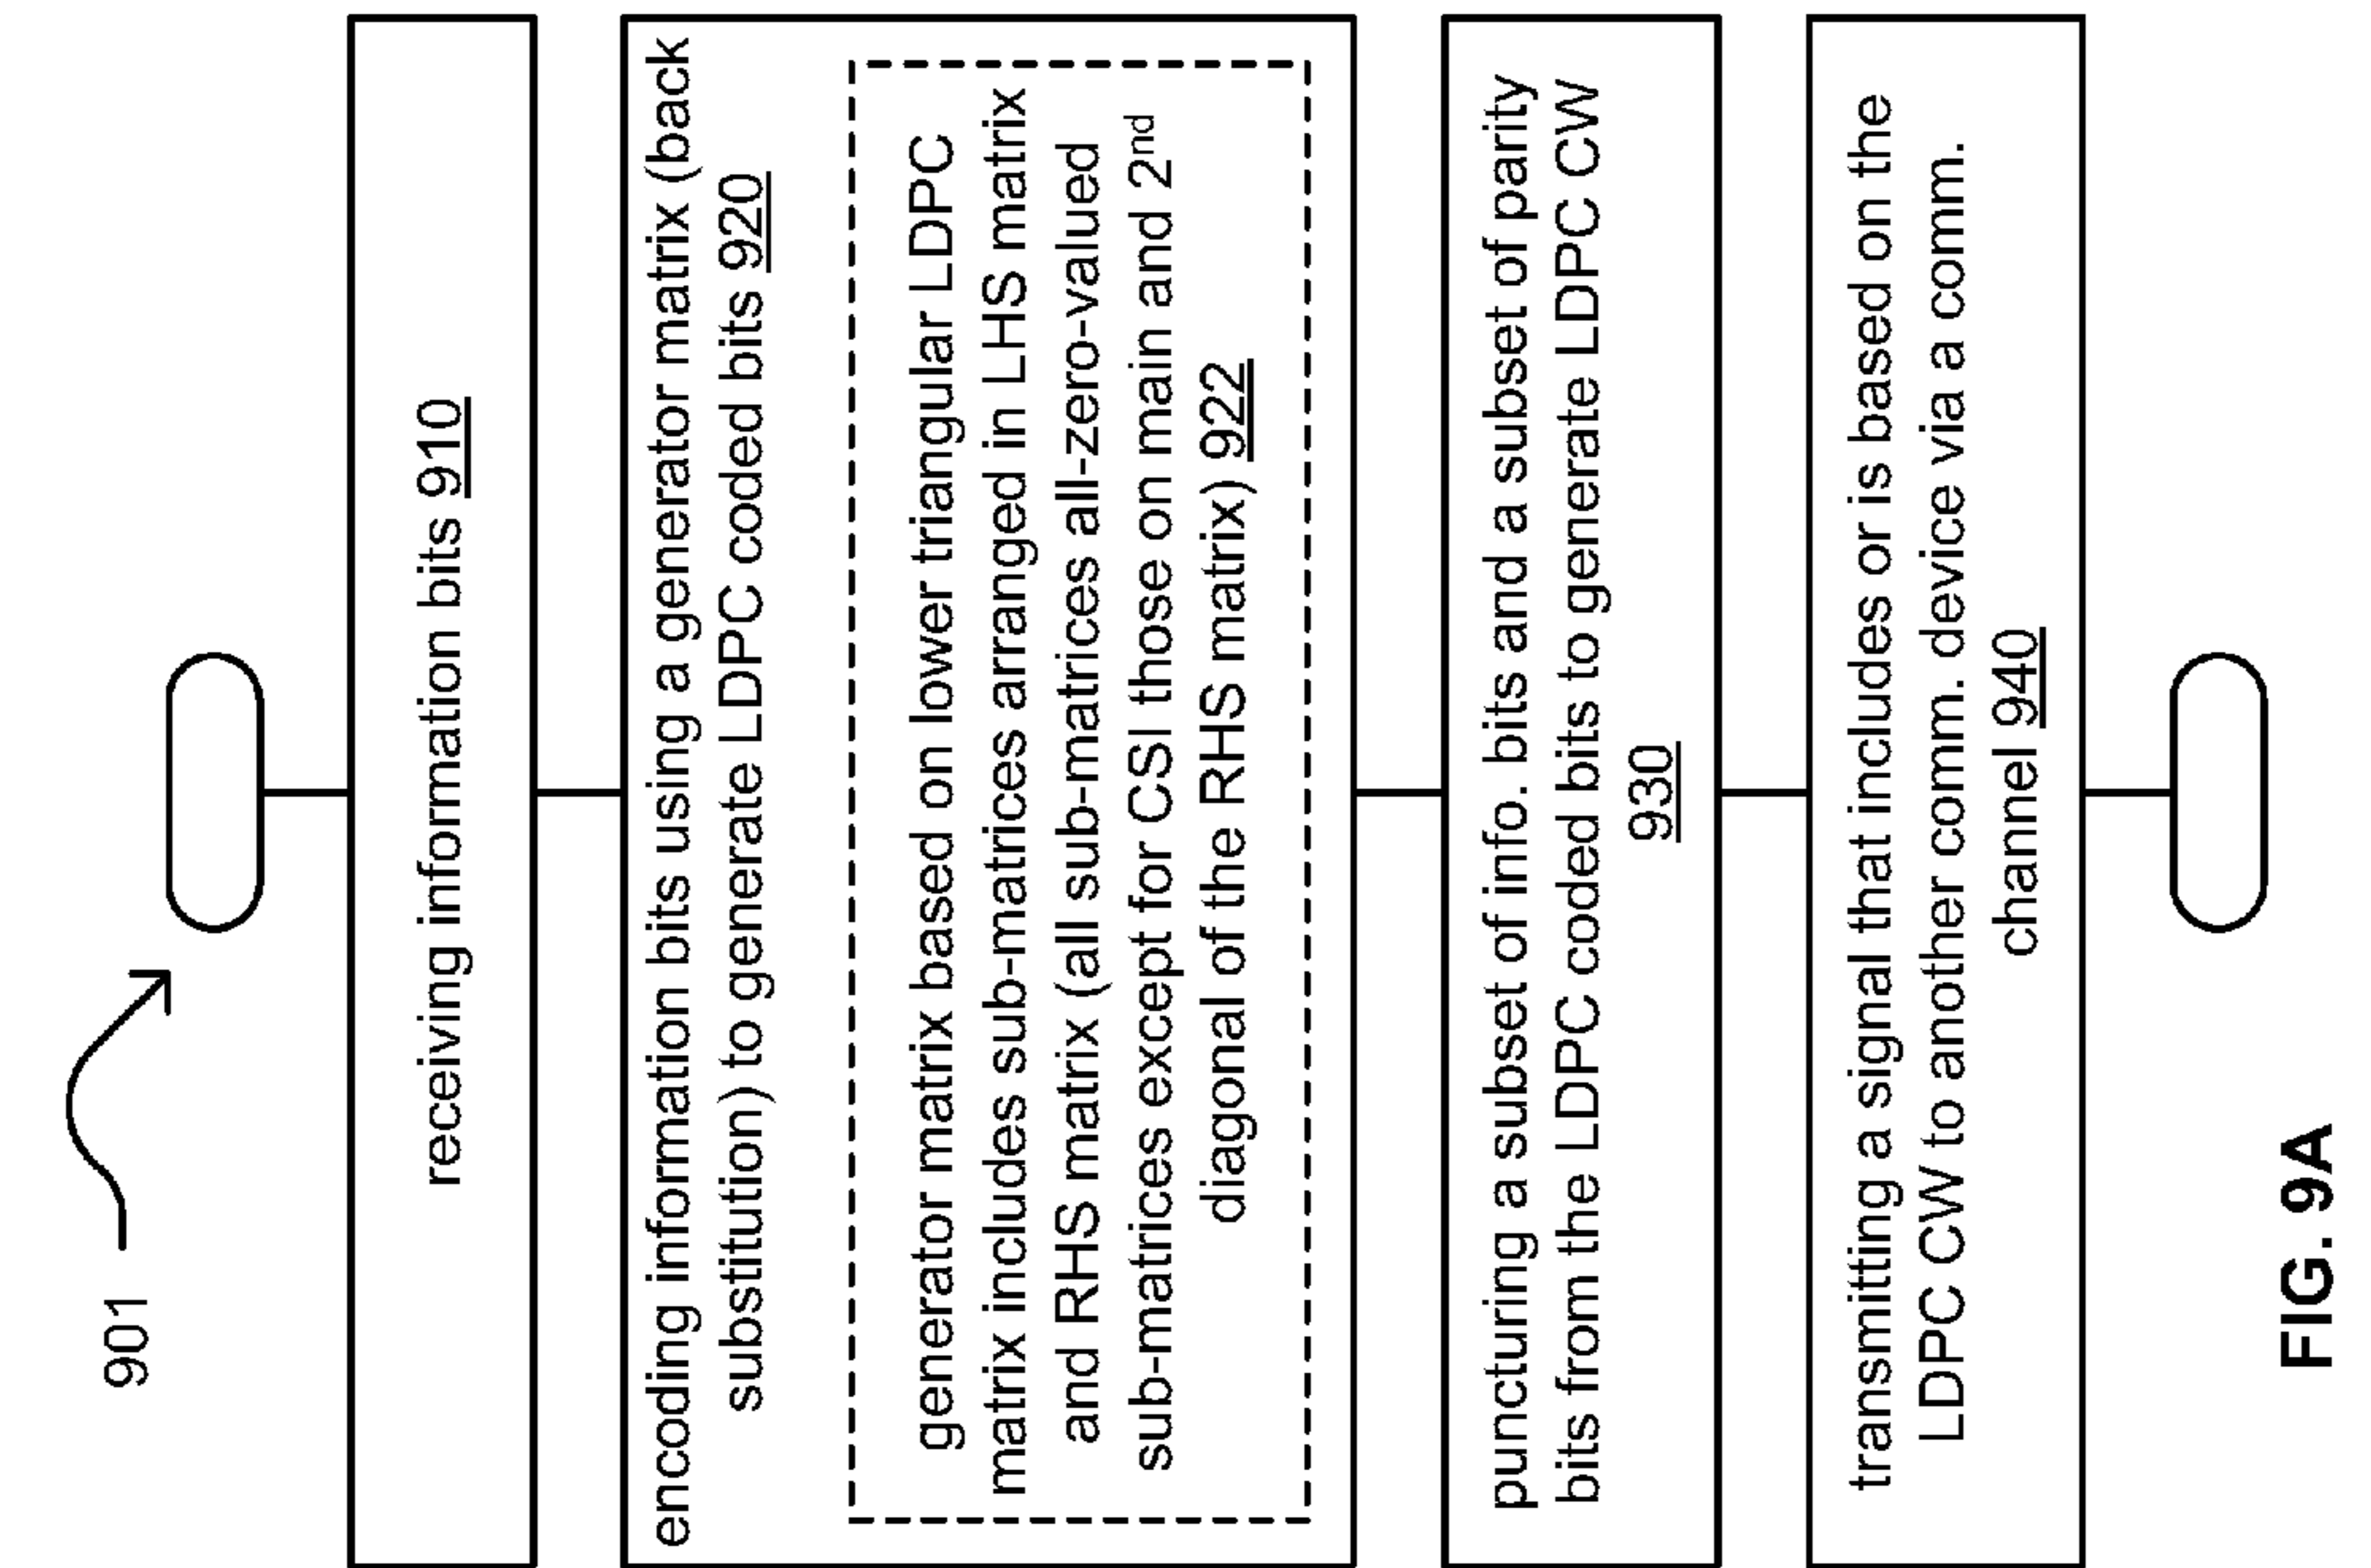 901
receiving information bits 910
encoding information bits using a generator matrix (back
substitution) to generate LDPC coded bits 920
generator matrix based on lower triangular LDPC
matrix includes sub-matrices arranged in LHS matrix
and RHS matrix (all sub-matrices all-zero-valued
sub-matrices except for CSI those on main and 2nd
diagonal of the RHS matrix) 922
puncturing a subset of info. bits and a subset of parity
bits from the LDPC coded bits to generate LDPC CW
930
transmitting a signal that includes or is based on the
LDPC CW to another comm. device via a comm.
channel 940
FIG. 9A